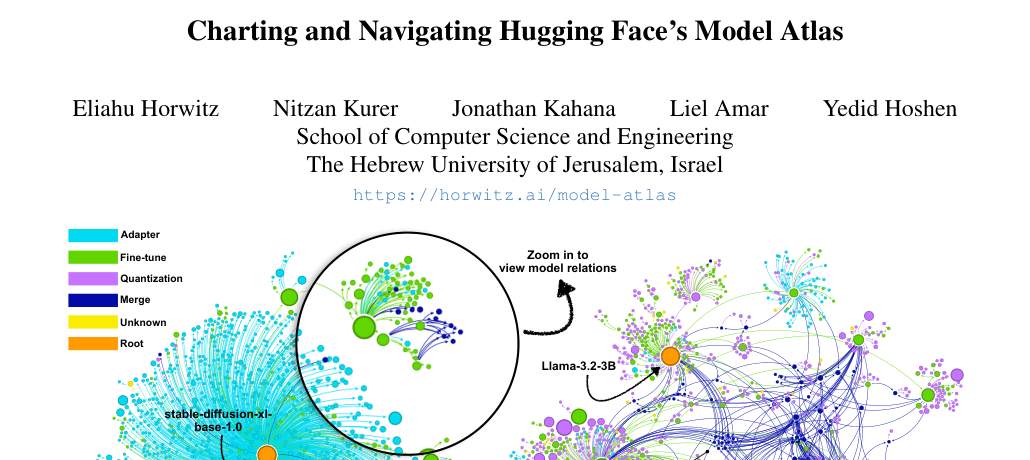 Charting and Navigating Hugging Face's Model Atlas
Eliahu Horwitz Nitzan Kurer Jonathan Kahana Liel Amar Yedid Hoshen
School of Computer Science and Engineering
The Hebrew University of Jerusalem, Israel
https://horwitz.ai/model-atlas
Adapter
Fine-tune
Quantization
Merge
Unknown
Root
Zoom in to
view model relations
Llama-3.2-3B
stable-diffusion-xl-
base-1.0